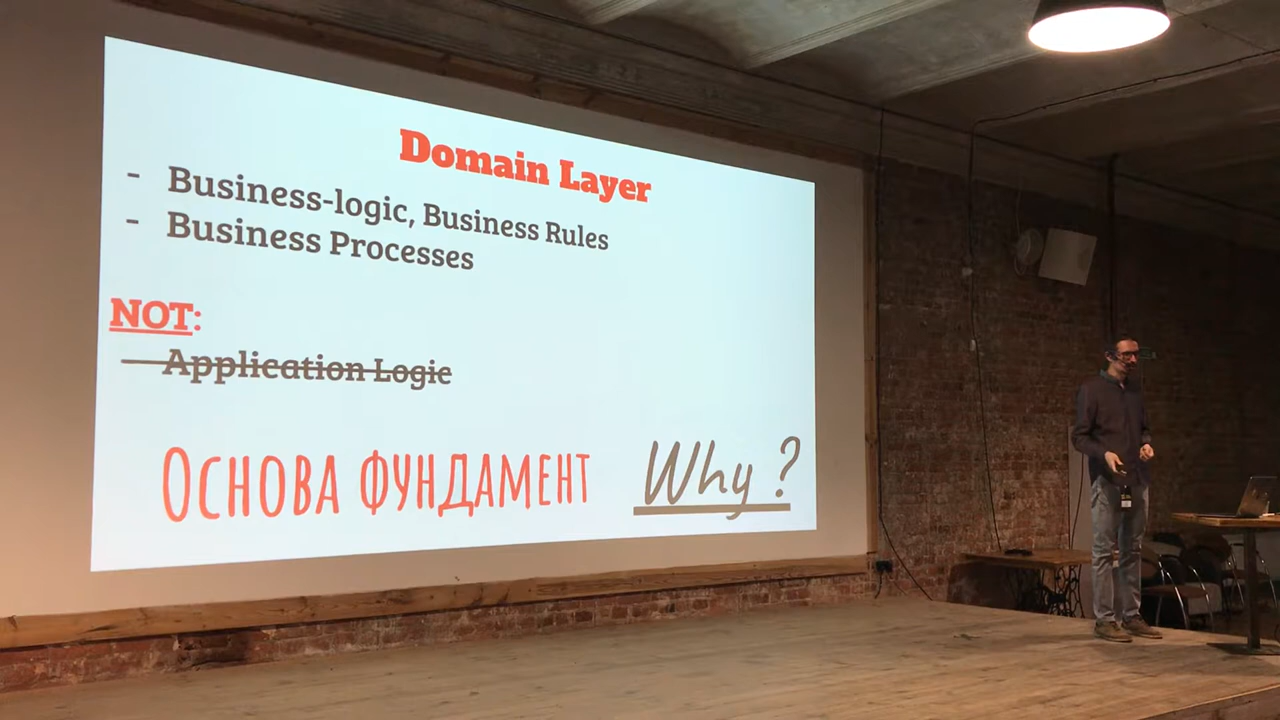 Domain Layer
- Business-logic, Business Rules
- Business Processes
NOT:
Application Logic
Основа фундамент
Why ?